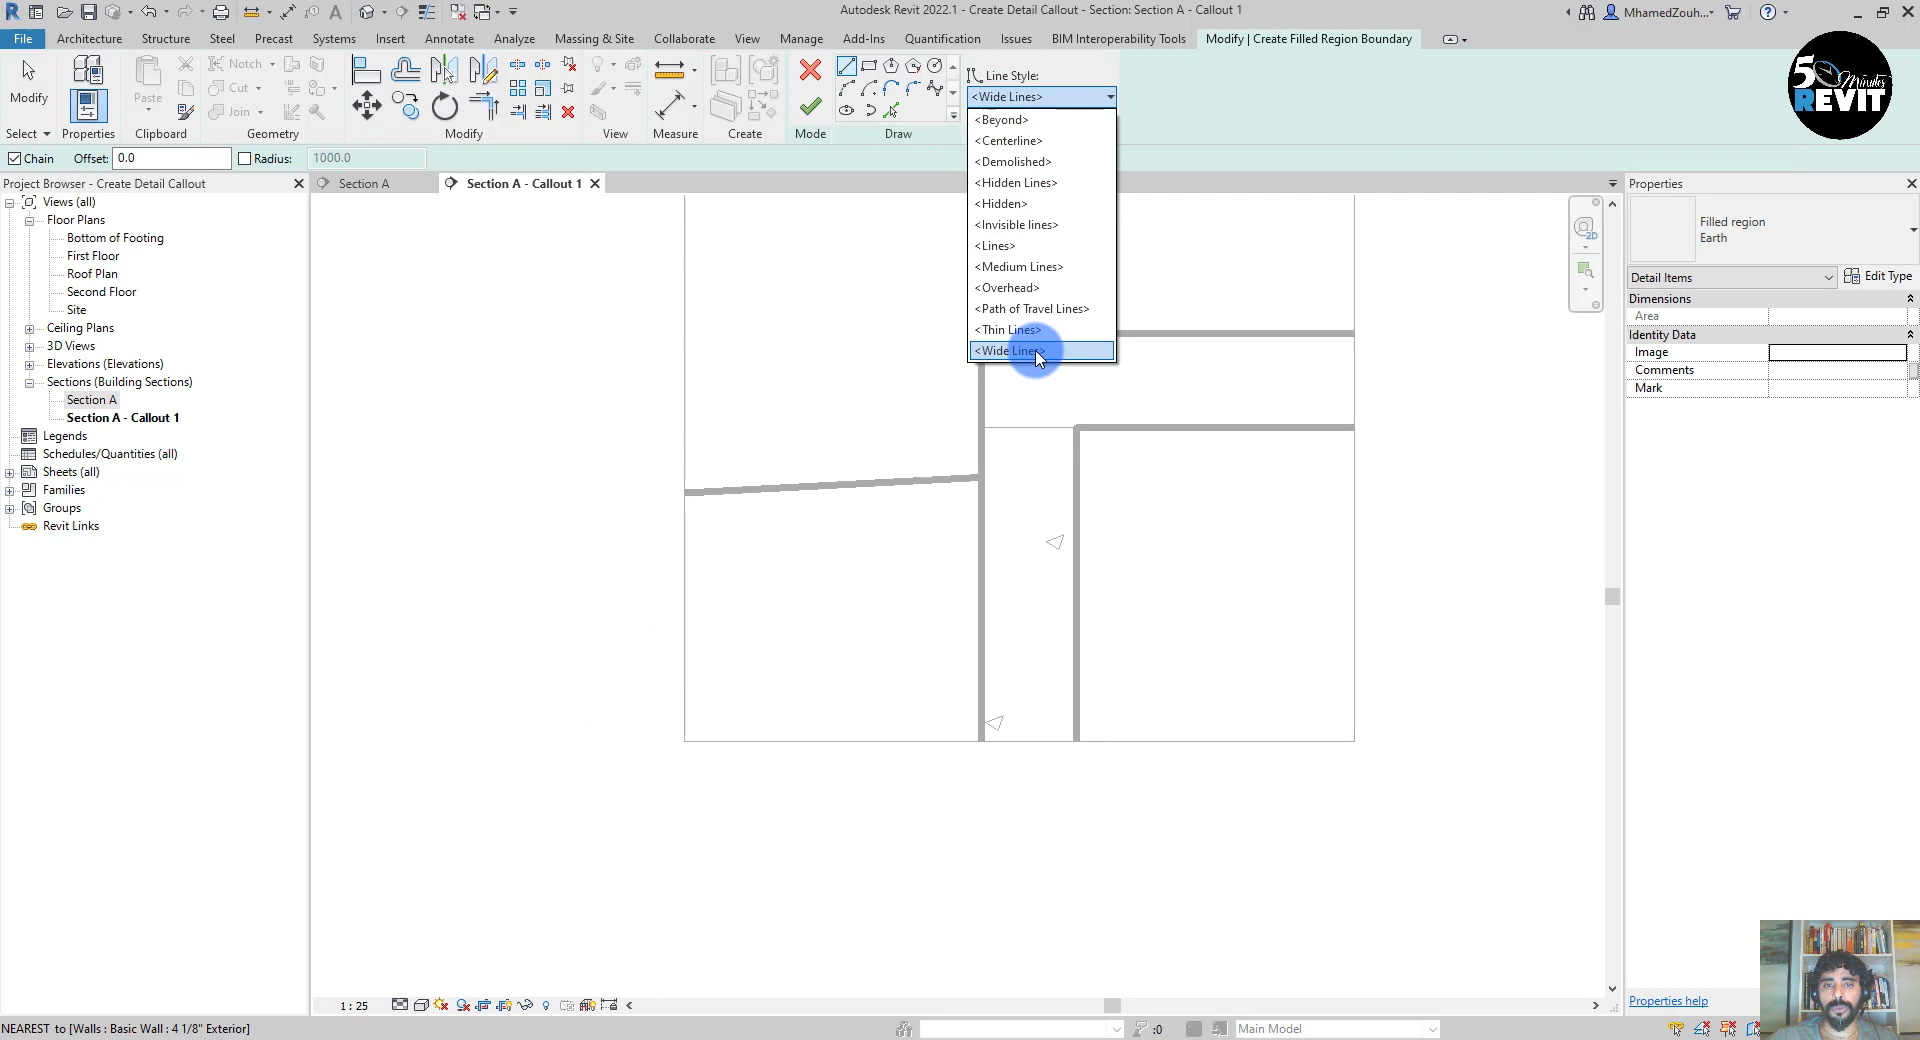 Autodesk Revit 2022.1 - Create Detail Callout - Section: Section A - Callout 1
MhamedZouh...
File Architecture Structure Steel Precast Systems Insert Annotate Analyze Massing & Site Collaborate View Manage Add-Ins Quantification Issues BIM Interoperability Tools Modify | Create Filled Region Boundary
Modify
Paste
Notch
Cut
Join
Line Style:
<Wide Lines>
Select Properties Clipboard Geometry Modify View Measure Create Mode Draw
Chain Offset: 0.0 Radius: 1000.0
<Beyond>
<Centerline>
<Demolished>
<Hidden Lines>
<Hidden>
<Invisible lines>
<Lines>
<Medium Lines>
<Overhead>
<Path of Travel Lines>
<Thin Lines>
<Wide Lines>
5 Minutes
REVIT
Project Browser - Create Detail Callout
Section A
Section A - Callout 1
Views (all)
Floor Plans
Bottom of Footing
First Floor
Roof Plan
Second Floor
Site
Ceiling Plans
3D Views
Elevations (Elevations)
Sections (Building Sections)
Section A
Section A - Callout 1
Legends
Schedules/Quantities (all)
Sheets (all)
Families
Groups
Revit Links
2D
Properties
Filled region
Earth
Detail Items
Edit Type
Dimensions
Area
Identity Data
Image
Comments
Mark
Properties help
1 : 25
NEAREST to [Walls : Basic Wall : 4 1/8" Exterior]
:0
Main Model